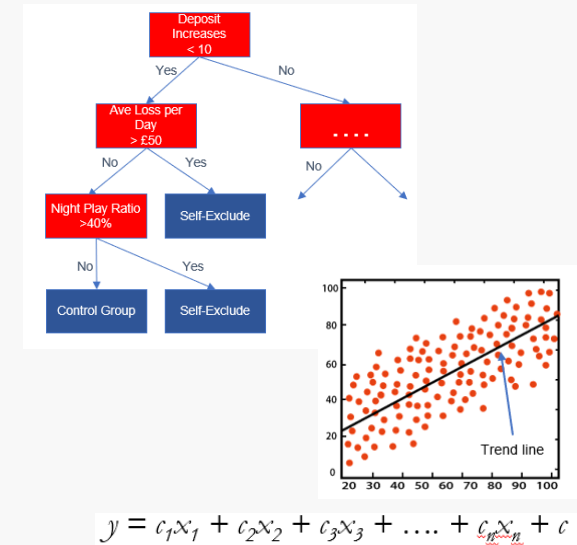 Deposit
Increases
< 10
Yes
No
Ave Loss per
Day
> £50
....
No
Yes
No
Night Play Ratio
>40%
Self-Exclude
No
Yes
Control Group
Self-Exclude
100
80
60
40
20
0
Trend line
20 30 40 50 60 70 80 90 100
y = c₁x₁ + c₂x₂ + c₃x₃ + .... + cₙxₙ + c